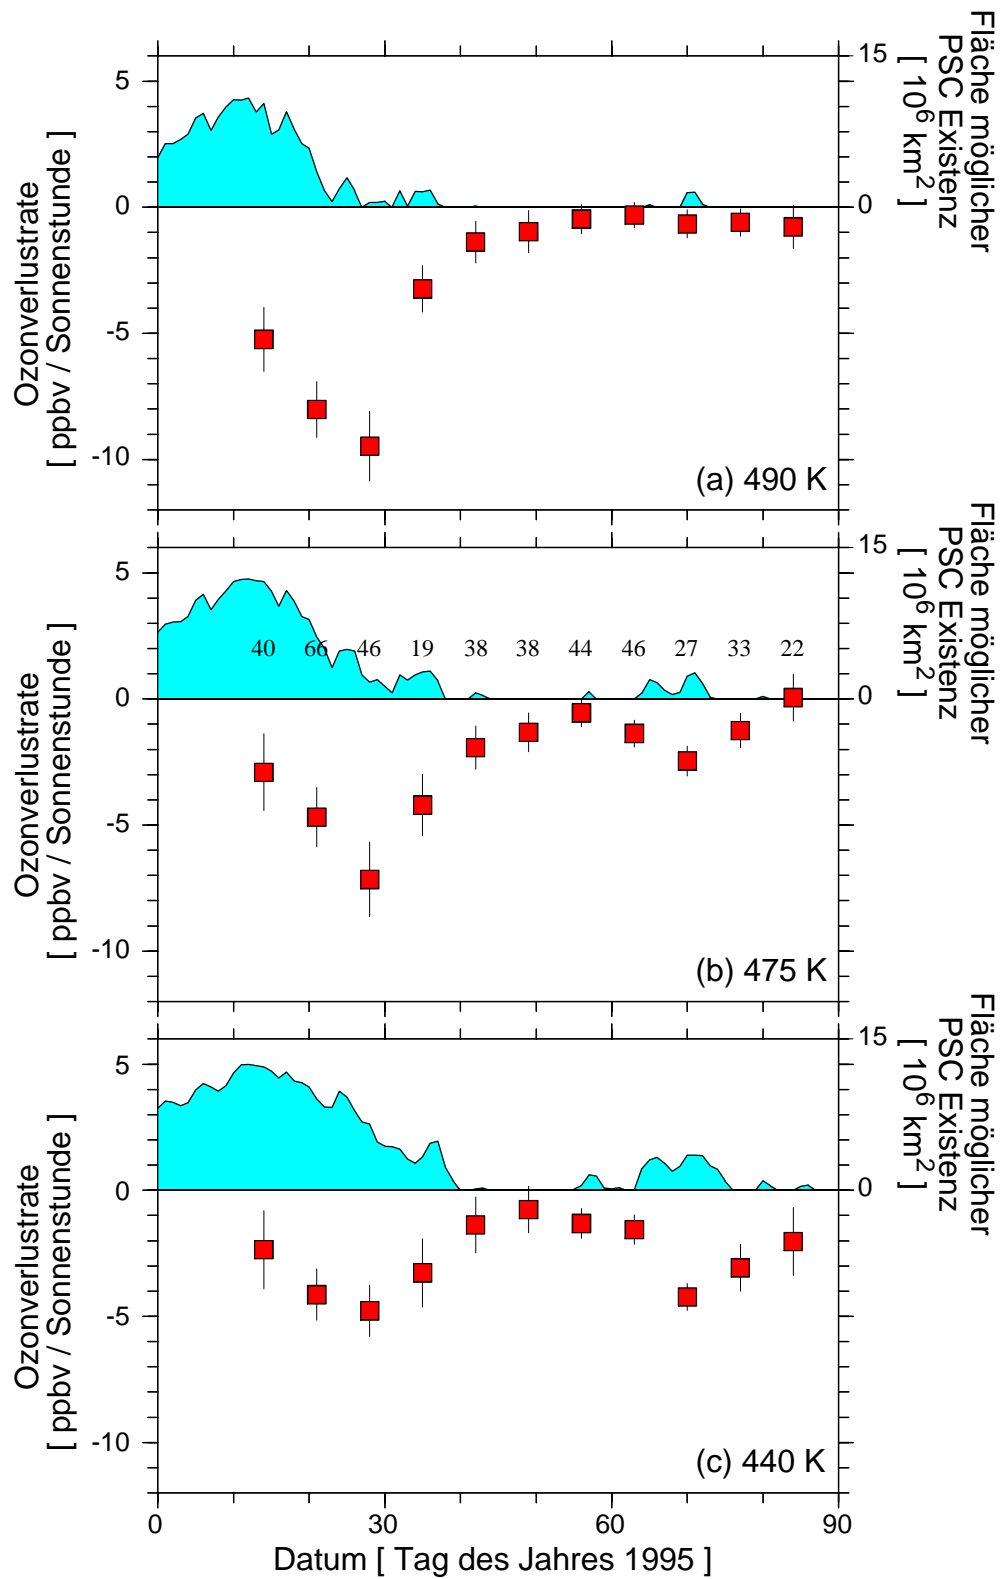 Ozonverlustrate
[ ppbv / Sonnenstunde ]
5
0
-5
-10
15
0
Fläche möglicher
PSC Existenz
[ 10⁶ km² ]
(a) 490 K
Ozonverlustrate
[ ppbv / Sonnenstunde ]
5
0
-5
-10
40 66 46 19 38 38 44 46 27 33 22
15
0
Fläche möglicher
PSC Existenz
[ 10⁶ km² ]
(b) 475 K
Ozonverlustrate
[ ppbv / Sonnenstunde ]
5
0
-5
-10
15
0
Fläche möglicher
PSC Existenz
[ 10⁶ km² ]
(c) 440 K
0 30 60 90
Datum [ Tag des Jahres 1995 ]